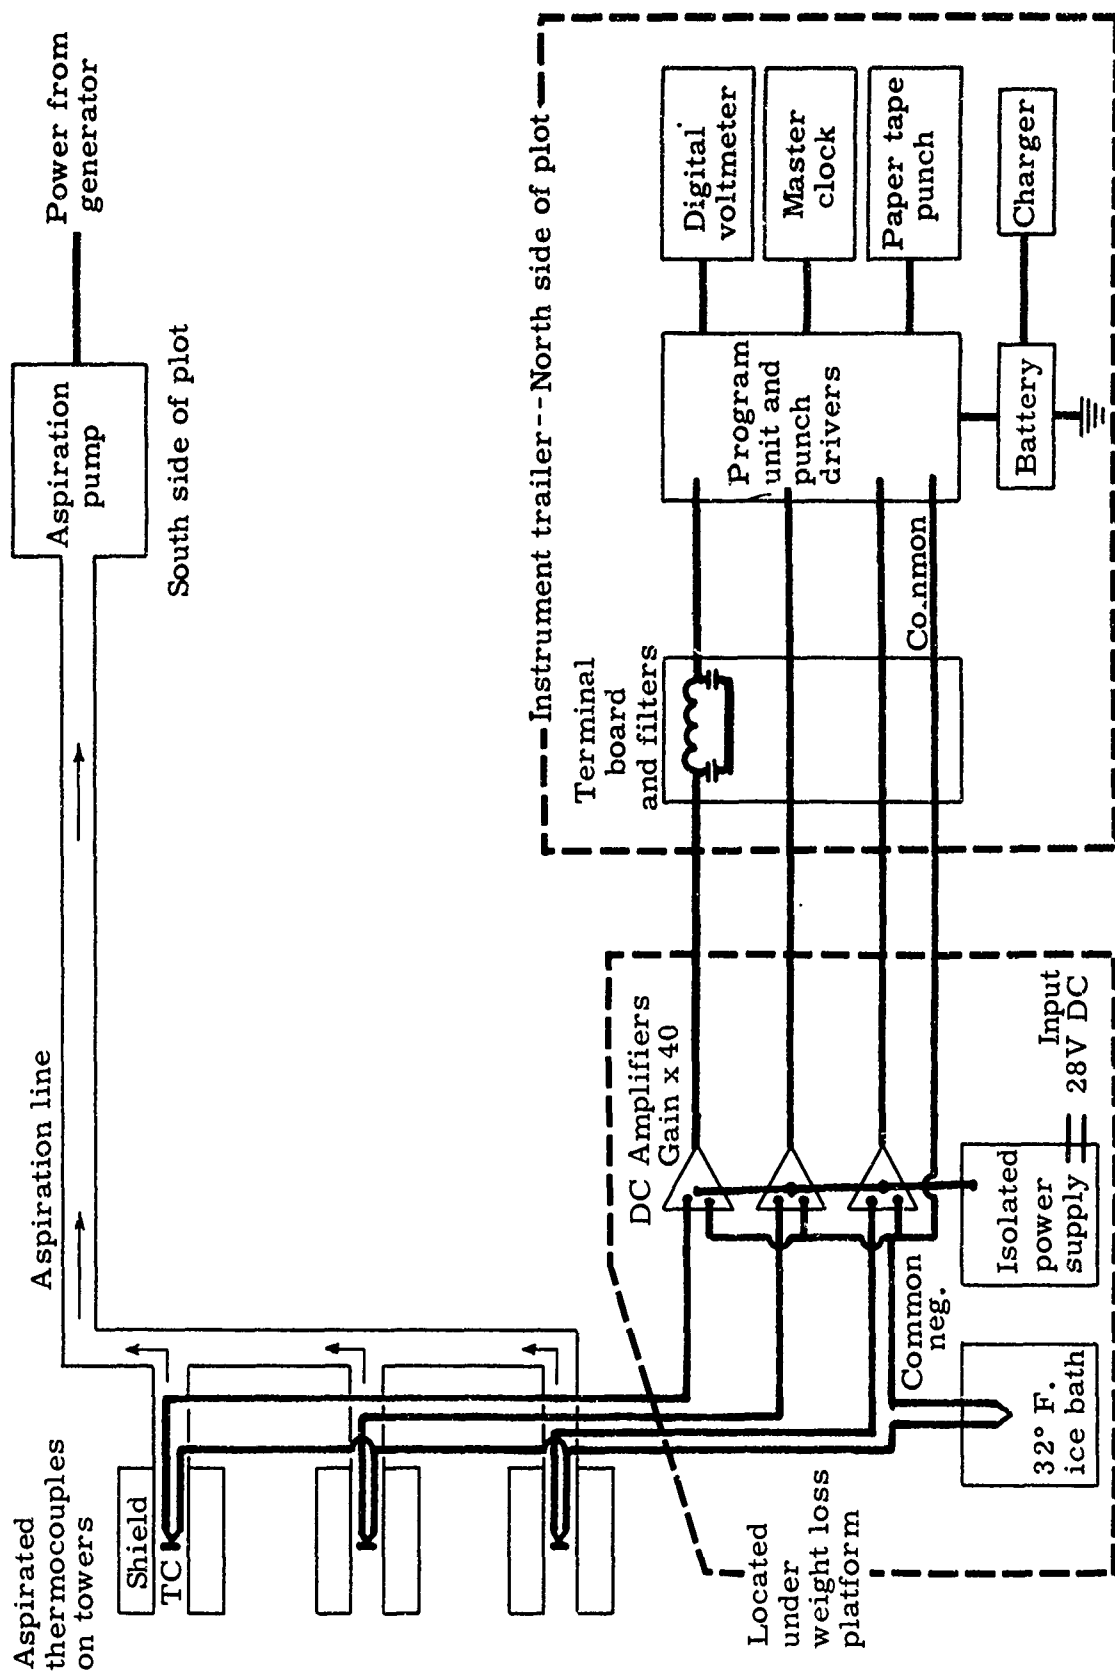 Aspirated
thermocouples
on towers
Shield
TC
Aspiration line
Aspiration
pump
Power from
generator
South side of plot
Instrument trailer--North side of plot
Terminal
board
and filters
Program
unit and
punch
drivers
Digital
voltmeter
Master
clock
Paper tape
punch
Battery
Charger
Co.nmon
DC Amplifiers
Gain x 40
Common
neg.
Isolated
power
supply
Input
28V DC
32° F.
ice bath
Located
under
weight loss
platform